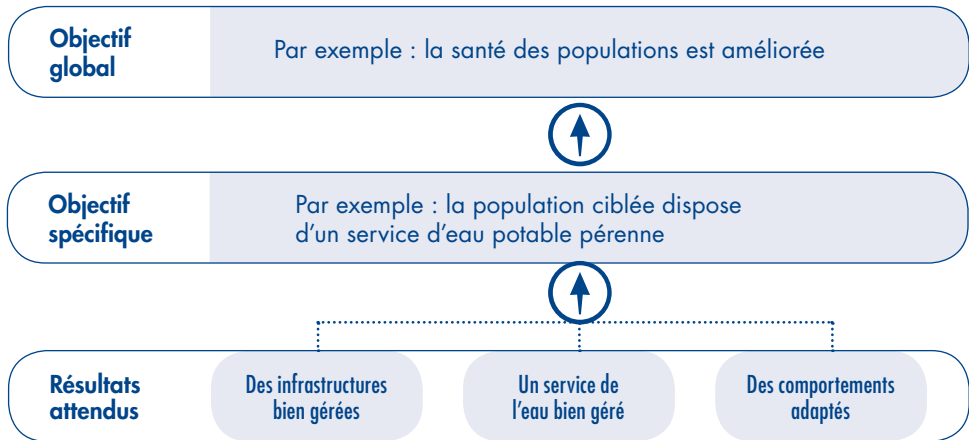 Objectif
global
Par exemple : la santé des populations est améliorée
Objectif
spécifique
Par exemple : la population ciblée dispose
d'un service d'eau potable pérenne
Résultats
attendus
Des infrastructures
bien gérées
Un service de
l'eau bien géré
Des comportements
adaptés